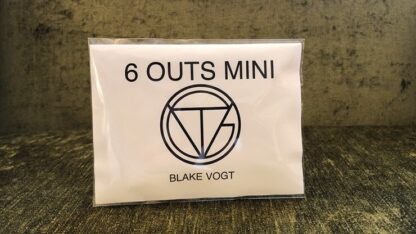 6 OUTS MINI
BLAKE VOGT